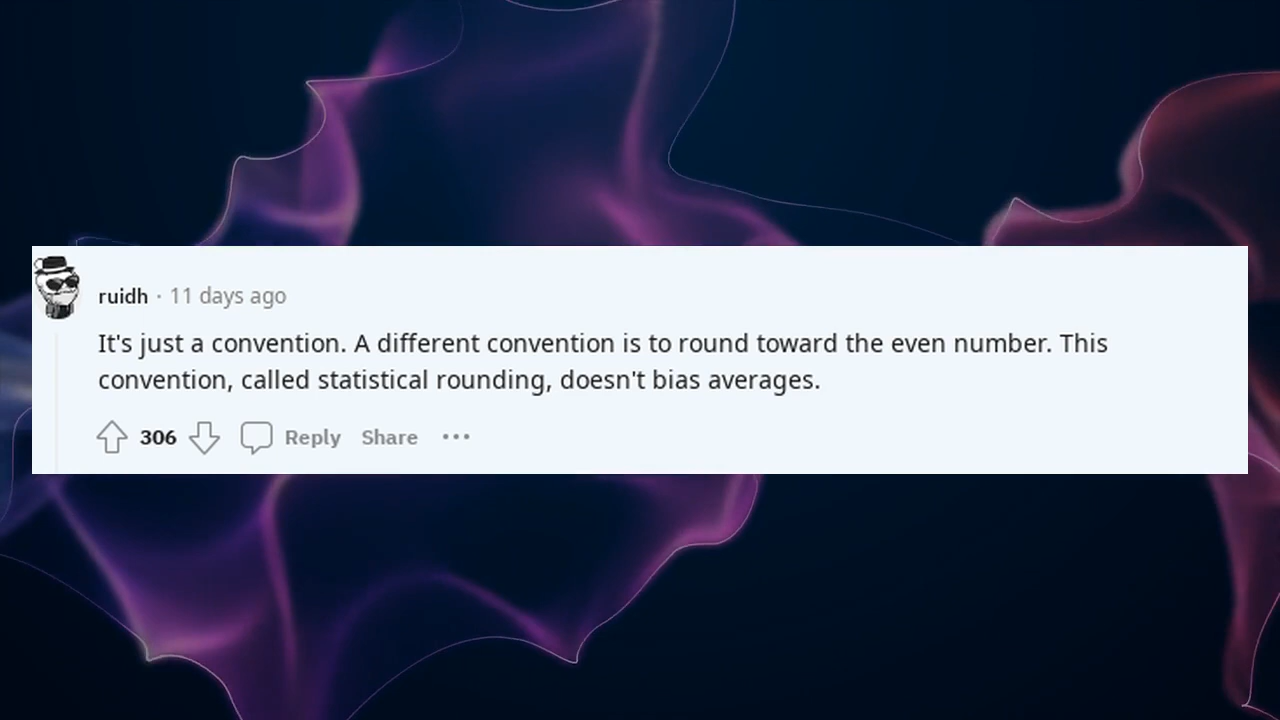 ruidh · 11 days ago
It's just a convention. A different convention is to round toward the even number. This
convention, called statistical rounding, doesn't bias averages.
306 Reply Share •••